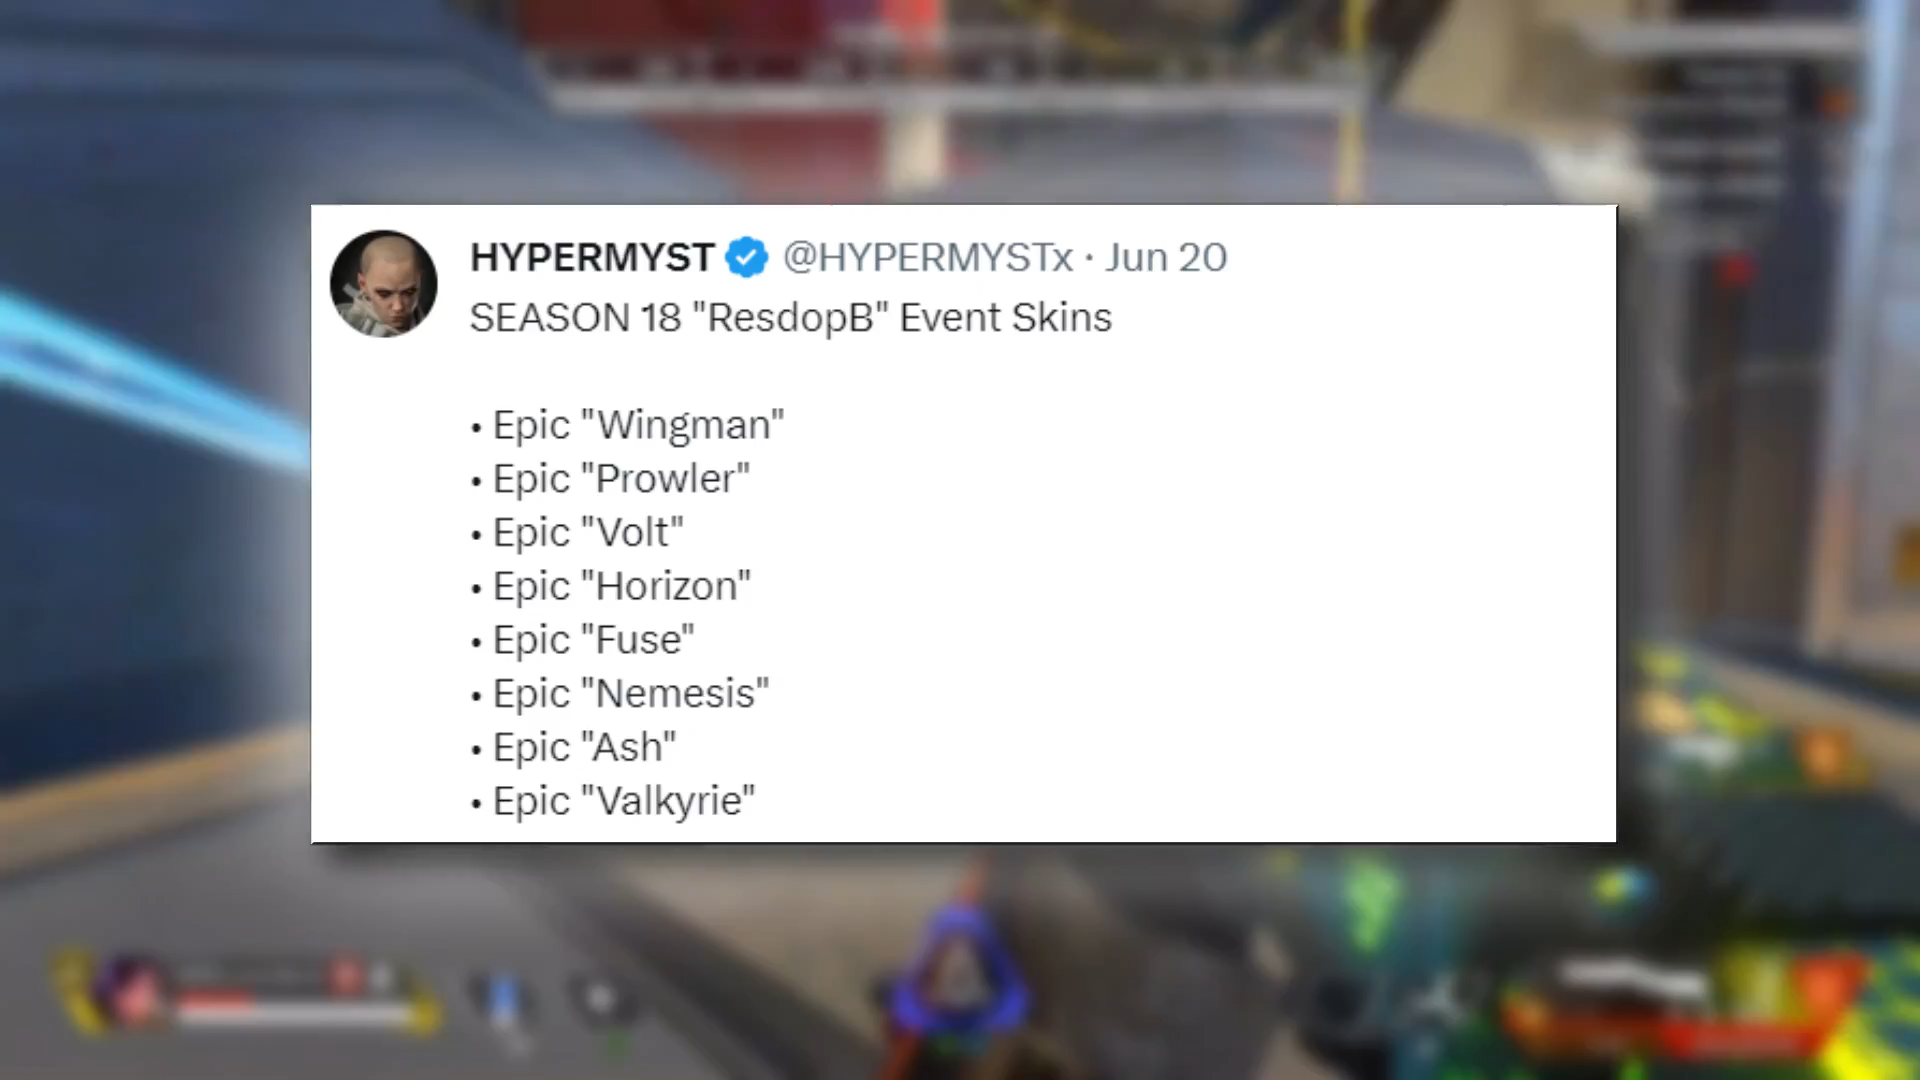 HYPERMYST @HYPERMYSTx · Jun 20
SEASON 18 "ResdopB" Event Skins
• Epic "Wingman"
• Epic "Prowler"
• Epic "Volt"
• Epic "Horizon"
• Epic "Fuse"
• Epic "Nemesis"
• Epic "Ash"
• Epic "Valkyrie"